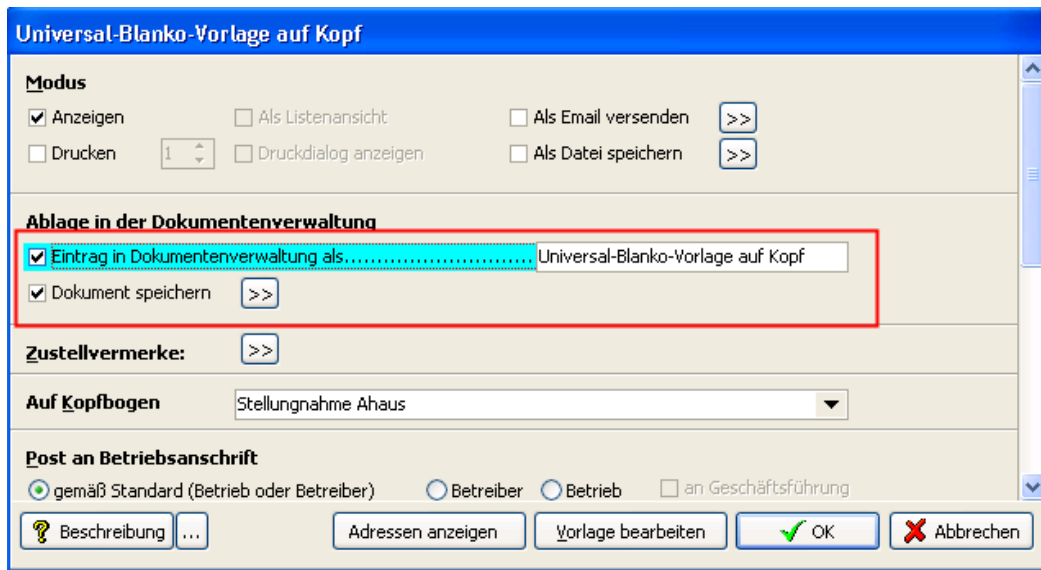 Universal-Blanko-Vorlage auf Kopf
Modus
Anzeigen Als Listenansicht Als Email versenden >>
Drucken 1 Druckdialog anzeigen Als Datei speichern >>
Ablage in der Dokumentenverwaltung
Eintrag in Dokumentenverwaltung als............................. Universal-Blanko-Vorlage auf Kopf
Dokument speichern >>
Zustellvermerke: >>
Auf Kopfbogen Stellungnahme Ahaus
Post an Betriebsanschrift
gemäß Standard (Betrieb oder Betreiber) Betreiber Betrieb an Geschäftsführung
? Beschreibung ... Adressen anzeigen Vorlage bearbeiten OK Abbrechen